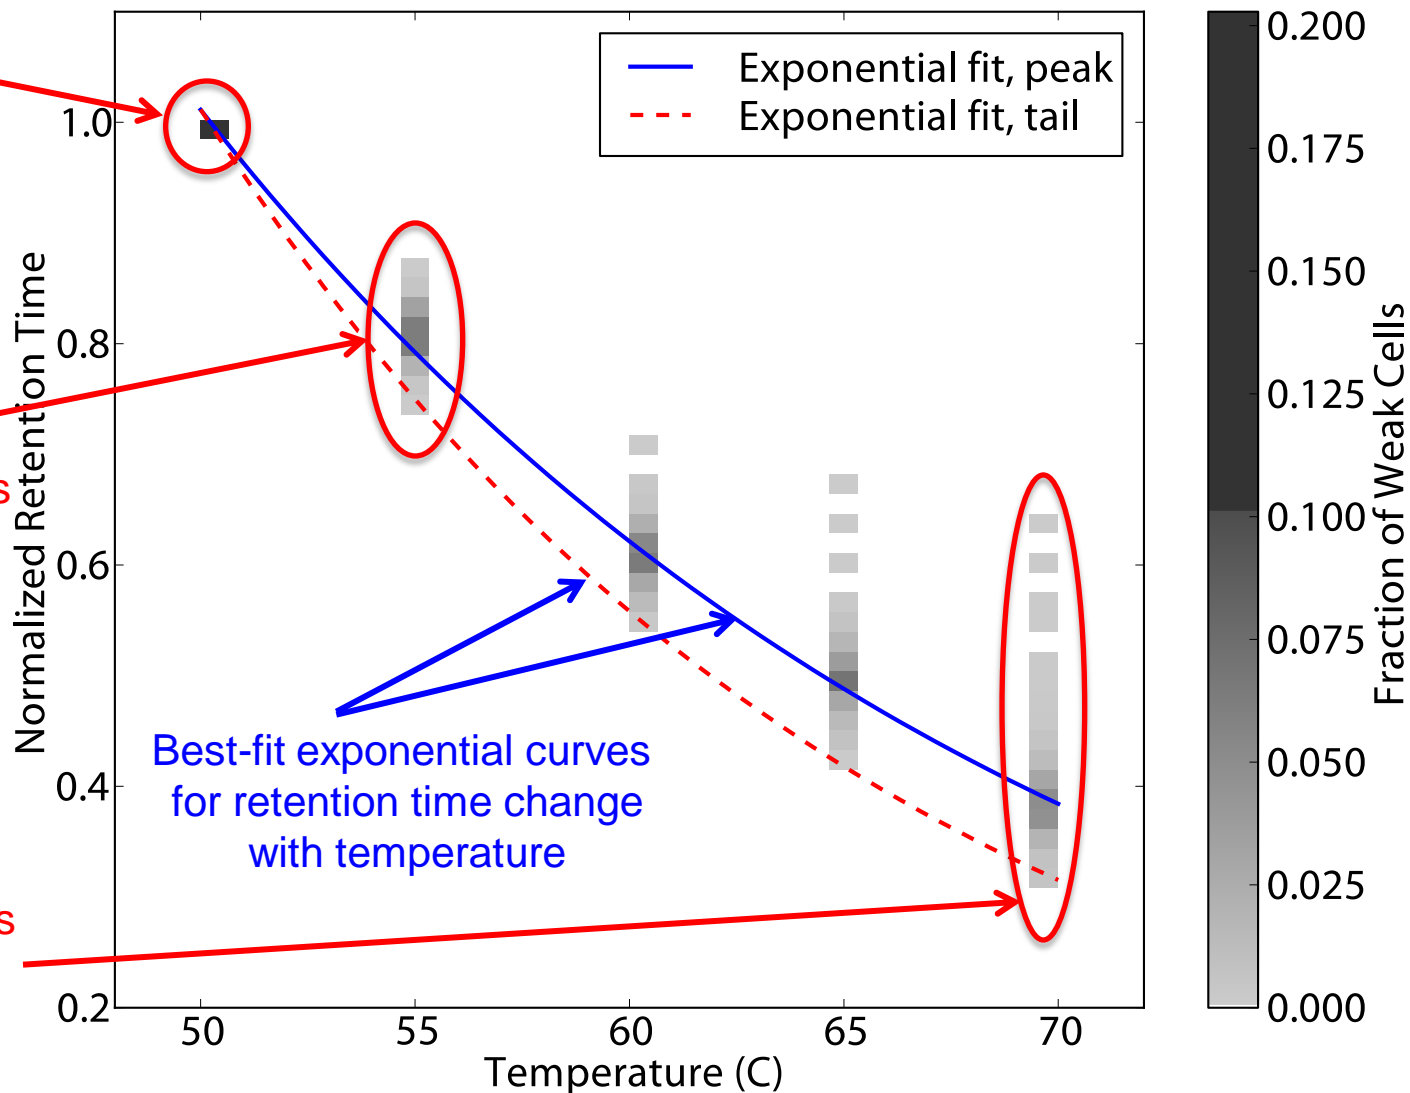 Exponential fit, peak
Exponential fit, tail
Normalized Retention Time
1.0
0.8
0.6
0.4
0.2
50
55
60
65
70
Temperature (C)
s
Best-fit exponential curves
for retention time change
with temperature
s
0.200
0.175
0.150
0.125
0.100
0.075
0.050
0.025
0.000
Fraction of Weak Cells